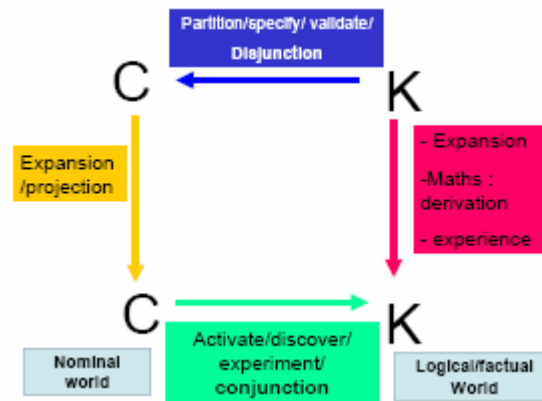 Partition/specify/ validate/
Disjunction
C
K
Expansion
/projection
- Expansion
-Maths :
derivation
- experience
C
K
Activate/discover/
experiment/
conjunction
Nominal
world
Logical/factual
World